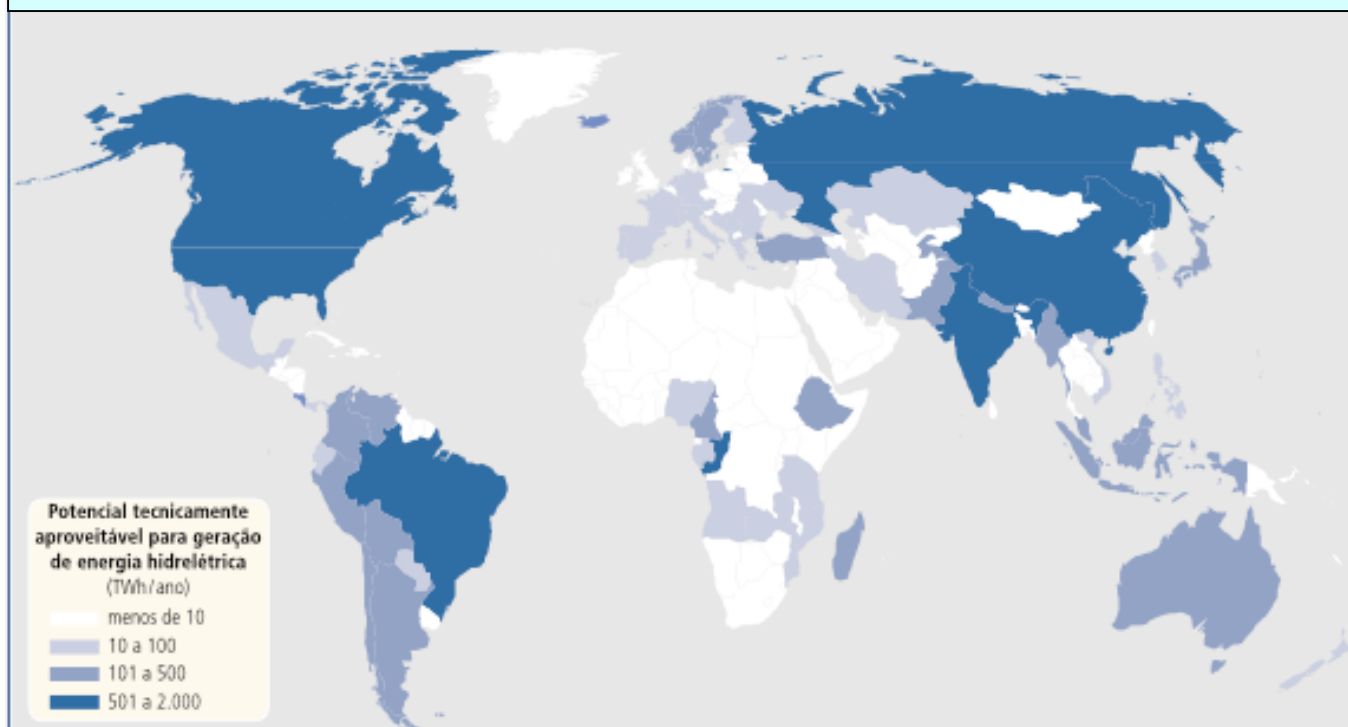 Potencial tecnicamente
aproveitável para geração
de energia hidrelétrica
(TWh/ano)
menos de 10
10 a 100
101 a 500
501 a 2.000